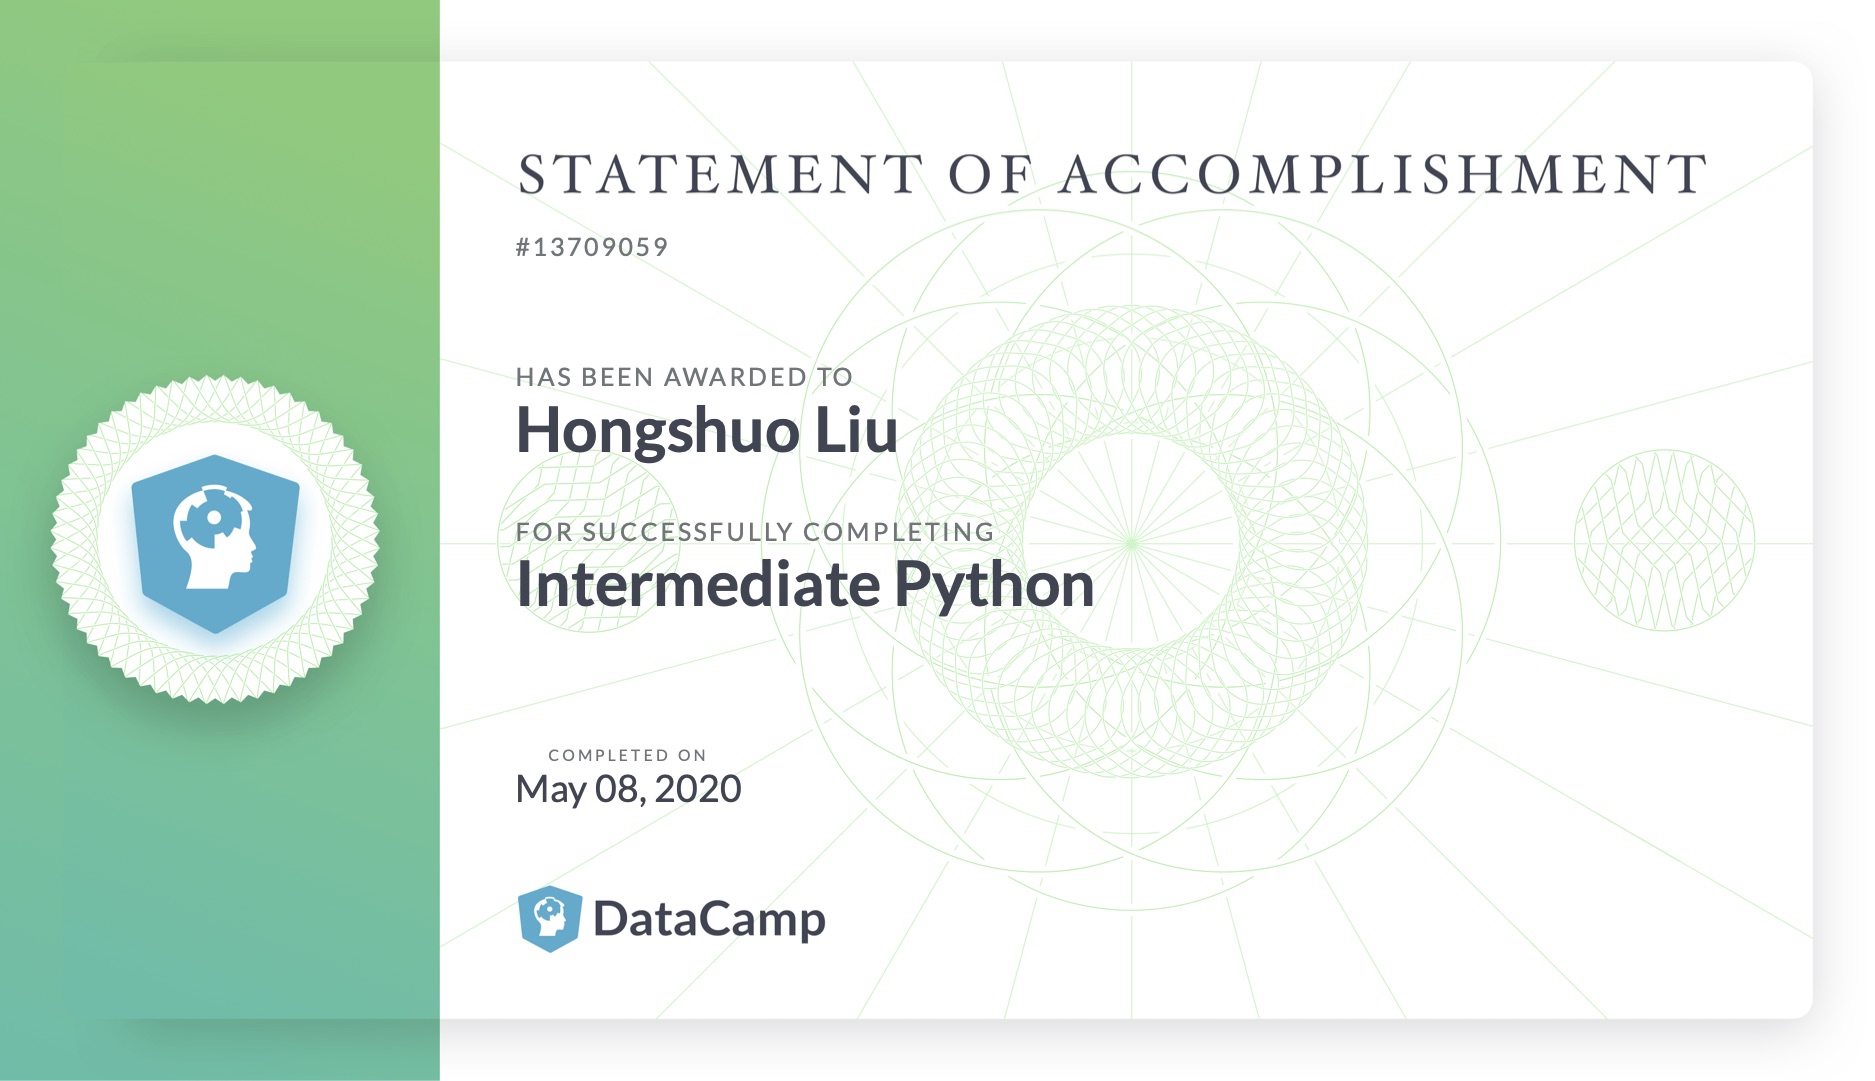 STATEMENT OF ACCOMPLISHMENT
#13709059
HAS BEEN AWARDED TO
Hongshuo Liu
FOR SUCCESSFULLY COMPLETING
Intermediate Python
COMPLETED ON
May 08, 2020
DataCamp